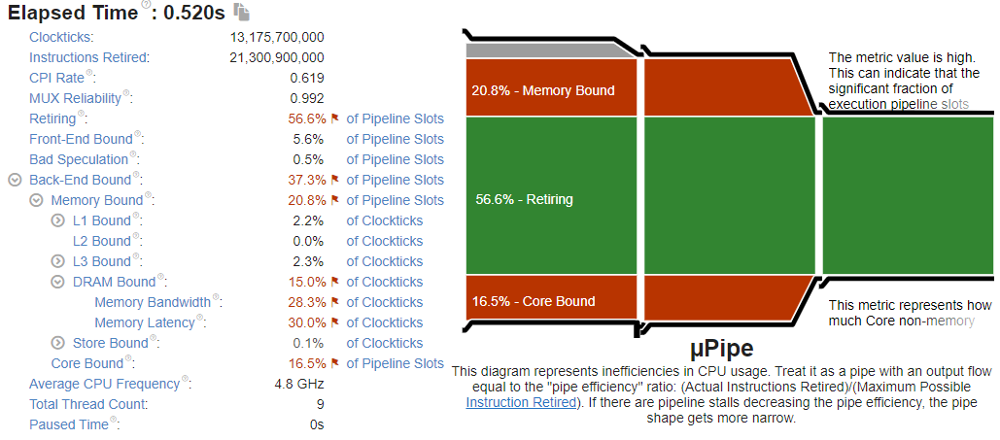 Elapsed Time ?: 0.520s
Clockticks: 13,175,700,000
Instructions Retired: 21,300,900,000
CPI Rate ?: 0.619
MUX Reliability ?: 0.992
Retiring ?: 56.6% of Pipeline Slots
Front-End Bound ?: 5.6% of Pipeline Slots
Bad Speculation ?: 0.5% of Pipeline Slots
Back-End Bound ?: 37.3% of Pipeline Slots
Memory Bound ?: 20.8% of Pipeline Slots
L1 Bound ?: 2.2% of Clockticks
L2 Bound ?: 0.0% of Clockticks
L3 Bound ?: 2.3% of Clockticks
DRAM Bound ?: 15.0% of Clockticks
Memory Bandwidth ?: 28.3% of Clockticks
Memory Latency ?: 30.0% of Clockticks
Store Bound ?: 0.1% of Clockticks
Core Bound ?: 16.5% of Pipeline Slots
Average CPU Frequency ?: 4.8 GHz
Total Thread Count: 9
Paused Time ?: 0s
20.8% - Memory Bound
56.6% - Retiring
16.5% - Core Bound
The metric value is high.
This can indicate that the
significant fraction of
execution pipeline slots
This metric represents how
much Core non-memory
µPipe
This diagram represents inefficiencies in CPU usage. Treat it as a pipe with an output flow
equal to the "pipe efficiency" ratio: (Actual Instructions Retired)/(Maximum Possible
Instruction Retired). If there are pipeline stalls decreasing the pipe efficiency, the pipe
shape gets more narrow.